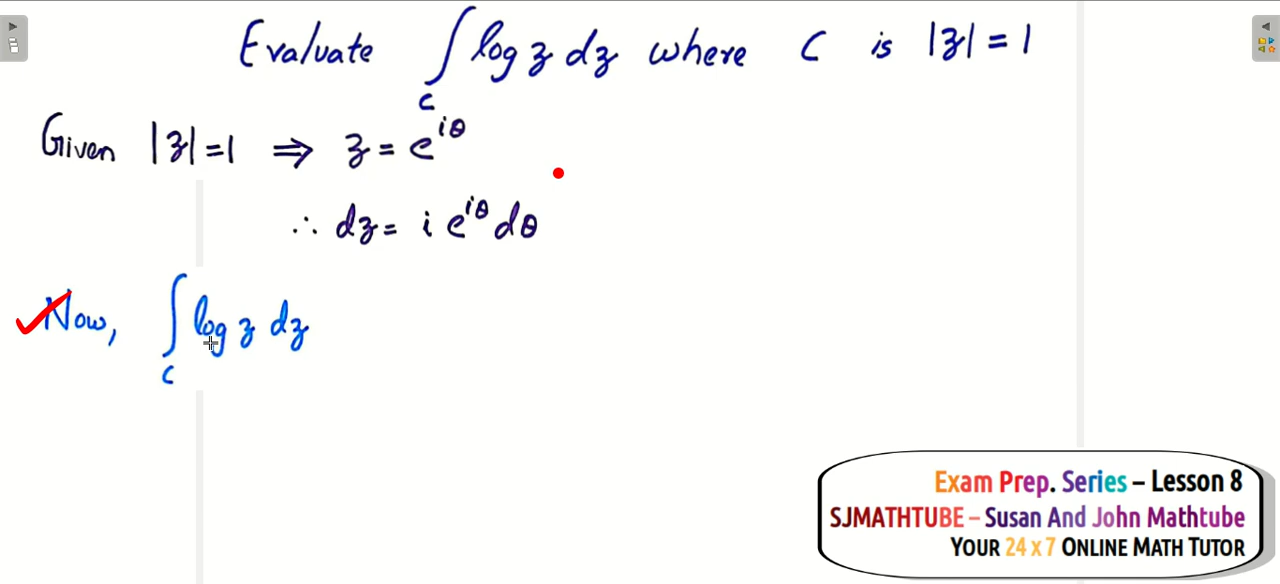 Evaluate ∫_C log z dz where C is |z| = 1
Given |z| = 1 ⇒ z = e^{iθ}
∴ dz = i e^{iθ} dθ
Now, ∫_C log z dz
Exam Prep. Series – Lesson 8
SJMATHTUBE – Susan And John Mathtube
YOUR 24 x 7 ONLINE MATH TUTOR